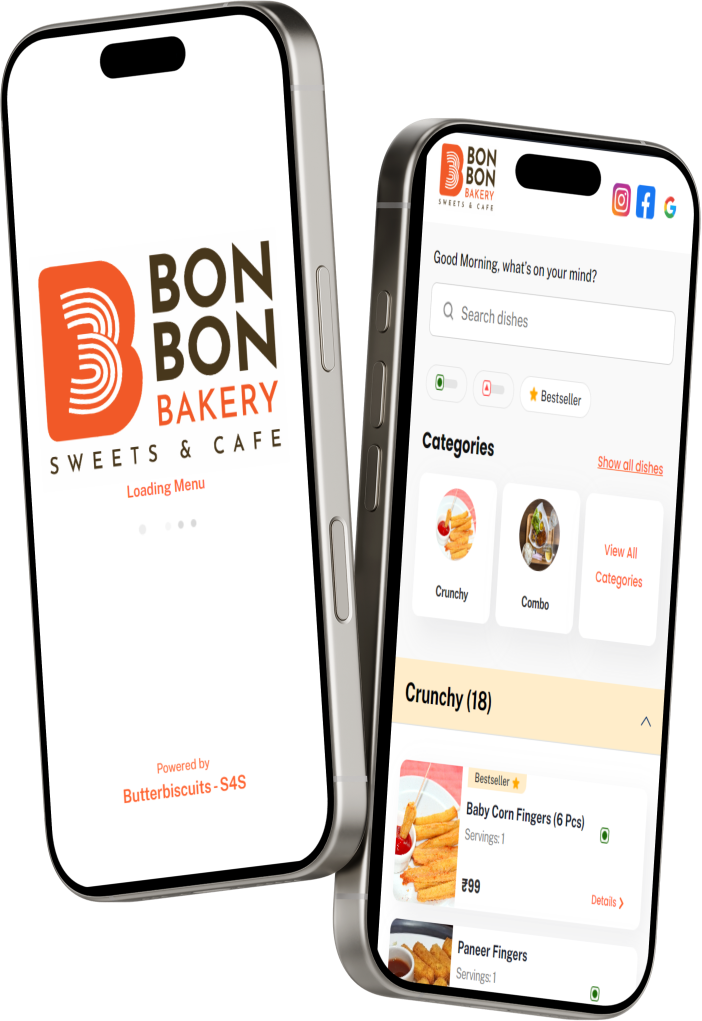 BON
BON
BAKERY
SWEETS & CAFE
Loading Menu
Powered by
Butterbiscuits - S4S
BON
BON
BAKERY
SWEETS & CAFE
Good Morning, what's on your mind?
Search dishes
Bestseller
Categories
Show all dishes
Crunchy
Combo
View All
Categories
Crunchy (18)
Bestseller
Baby Corn Fingers (6 Pcs)
Servings: 1
₹99
Details
Paneer Fingers
Servings: 1